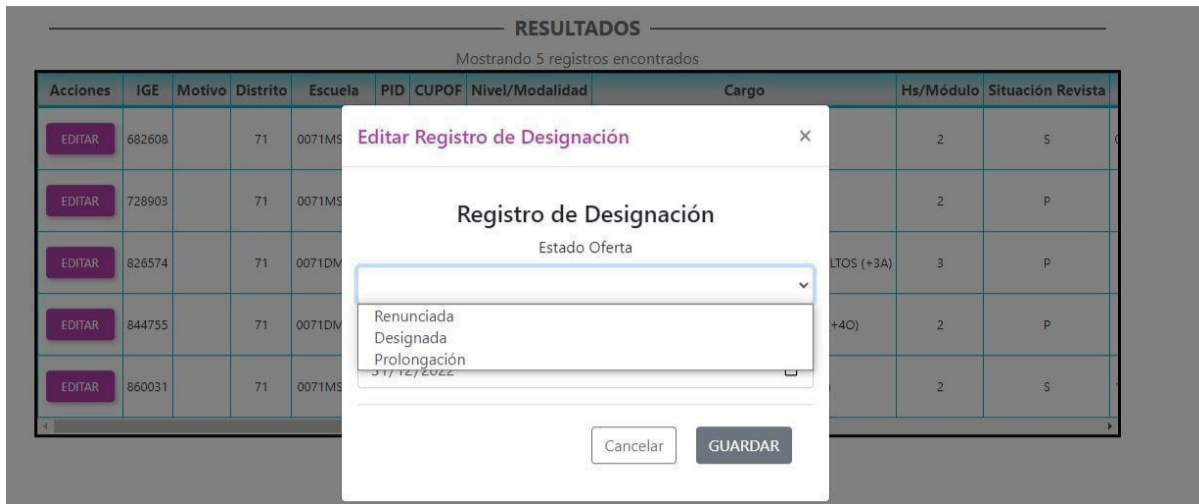 RESULTADOS
Mostrando 5 registros encontrados
Acciones IGE Motivo Distrito Escuela PID CUPOF Nivel/Modalidad Cargo Hs/Módulo Situación Revista
EDITAR 682608 71 0071MS 2 S
EDITAR 728903 71 0071MS 2 P
EDITAR 826574 71 0071DM LTOS (+3A) 3 P
EDITAR 844755 71 0071DM +4O) 2 P
EDITAR 860031 71 0071MS ) 2 S
Editar Registro de Designación ×
Registro de Designación
Estado Oferta
Renunciada
Designada
Prolongación
31/12/2022
Cancelar GUARDAR